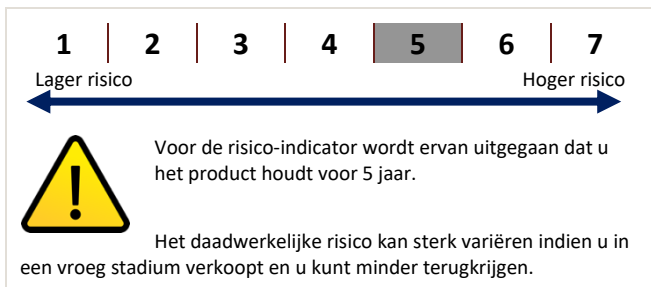 1 2 3 4 5 6 7
Lager risico Hoger risico
Voor de risico-indicator wordt ervan uitgegaan dat u
het product houdt voor 5 jaar.
Het daadwerkelijke risico kan sterk variëren indien u in
een vroeg stadium verkoopt en u kunt minder terugkrijgen.